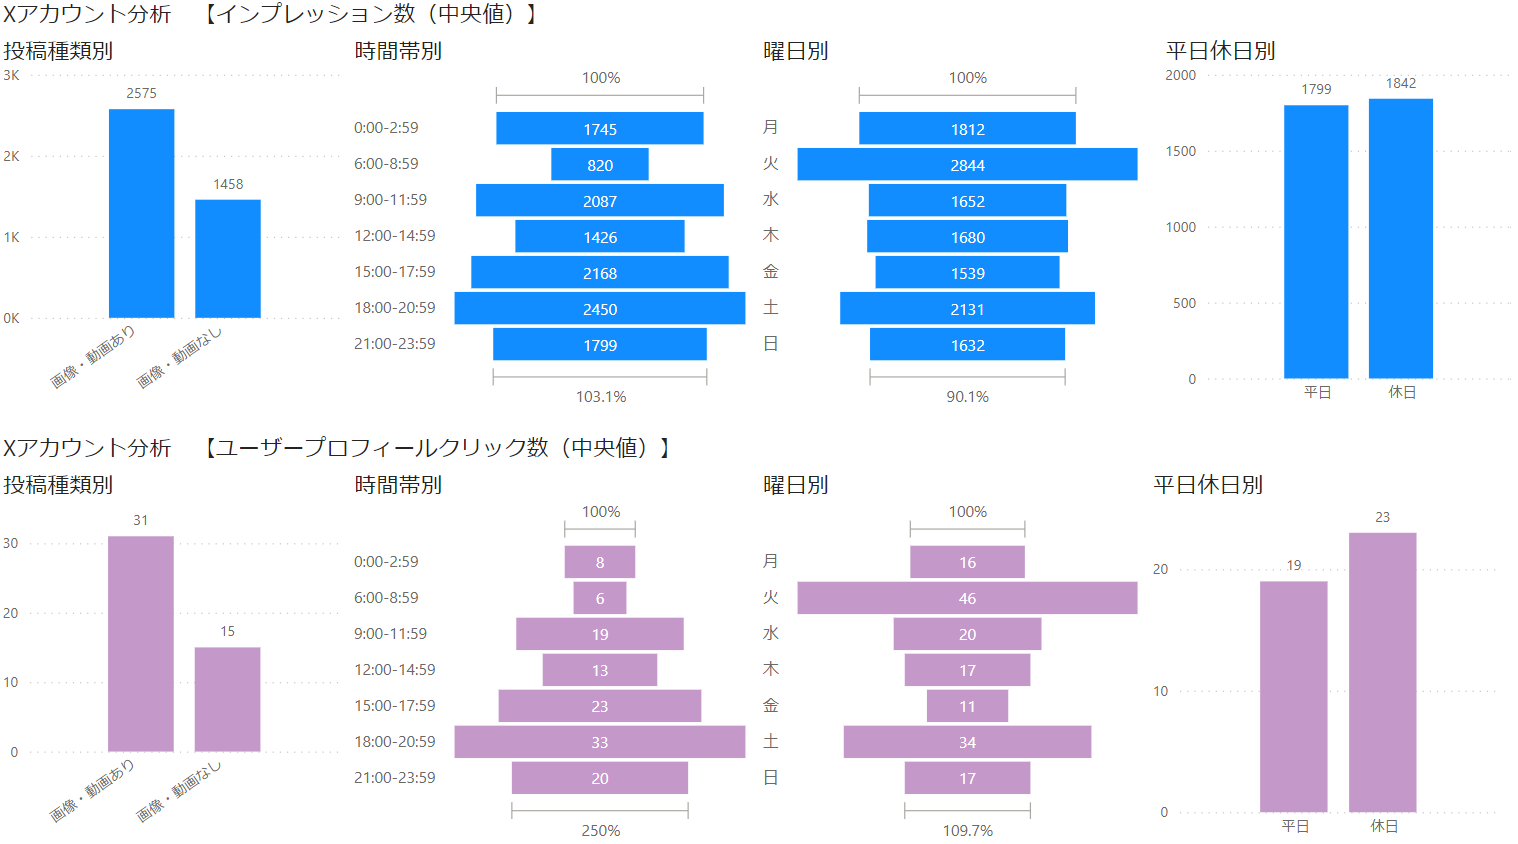 Xアカウント分析　【インプレッション数（中央値）】
投稿種類別
3K
2K
1K
0K
2575
1458
画像・動画あり
画像・動画なし
時間帯別
100%
0:00-2:59 1745
6:00-8:59 820
9:00-11:59 2087
12:00-14:59 1426
15:00-17:59 2168
18:00-20:59 2450
21:00-23:59 1799
103.1%
曜日別
100%
月 1812
火 2844
水 1652
木 1680
金 1539
土 2131
日 1632
90.1%
平日休日別
2000
1500
1000
500
0
1799
1842
平日
休日
Xアカウント分析　【ユーザープロフィールクリック数（中央値）】
投稿種類別
30
20
10
0
31
15
画像・動画あり
画像・動画なし
時間帯別
100%
0:00-2:59 8
6:00-8:59 6
9:00-11:59 19
12:00-14:59 13
15:00-17:59 23
18:00-20:59 33
21:00-23:59 20
250%
曜日別
100%
月 16
火 46
水 20
木 17
金 11
土 34
日 17
109.7%
平日休日別
20
10
0
19
23
平日
休日